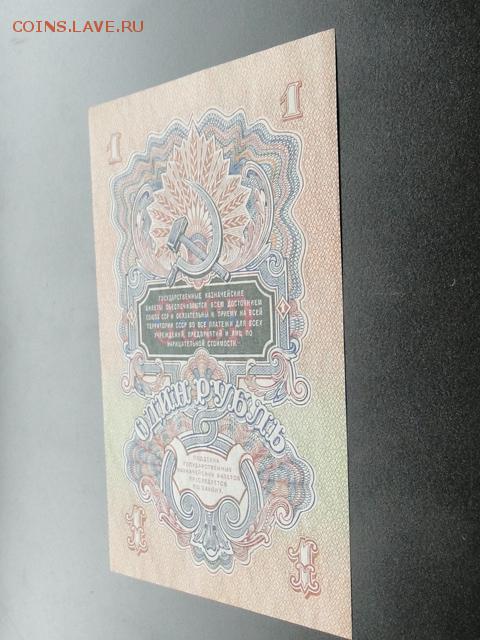 COINS.LAVE.RU
1 1
ГОСУДАРСТВЕННЫЕ КАЗНАЧЕЙСКИЕ
БИЛЕТЫ ОБЕСПЕЧИВАЮТСЯ ВСЕМ ДОСТОЯНИЕМ
СОЮЗА ССР И ОБЯЗАТЕЛЬНЫ К ПРИЕМУ НА ВСЕЙ
ТЕРРИТОРИИ СССР ВО ВСЕ ПЛАТЕЖИ ДЛЯ ВСЕХ
УЧРЕЖДЕНИЙ, ПРЕДПРИЯТИЙ И ЛИЦ ПО
НАРИЦАТЕЛЬНОЙ СТОИМОСТИ.
ОДИН РУБЛЬ
ПОДДЕЛКА
ГОСУДАРСТВЕННЫХ
КАЗНАЧЕЙСКИХ БИЛЕТОВ
ПРЕСЛЕДУЕТСЯ
ПО ЗАКОНУ.
1 1